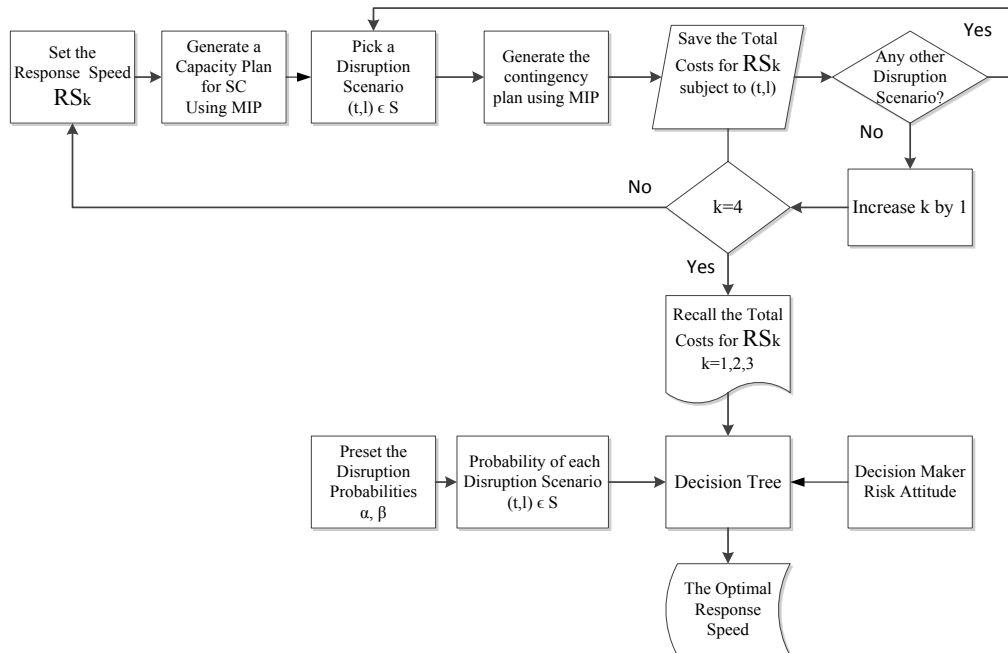 Set the
Response Speed
RSk
Generate a
Capacity Plan
for SC
Using MIP
Pick a
Disruption
Scenario
(t,l) ϵ S
Generate the
contingency
plan using MIP
Save the Total
Costs for RSk
subject to (t,l)
Any other
Disruption
Scenario?
Yes
No
Increase k by 1
k=4
No
Yes
Recall the Total
Costs for RSk
k=1,2,3
Preset the
Disruption
Probabilities
α, β
Probability of each
Disruption Scenario
(t,l) ϵ S
Decision Tree
Decision Maker
Risk Attitude
The Optimal
Response
Speed